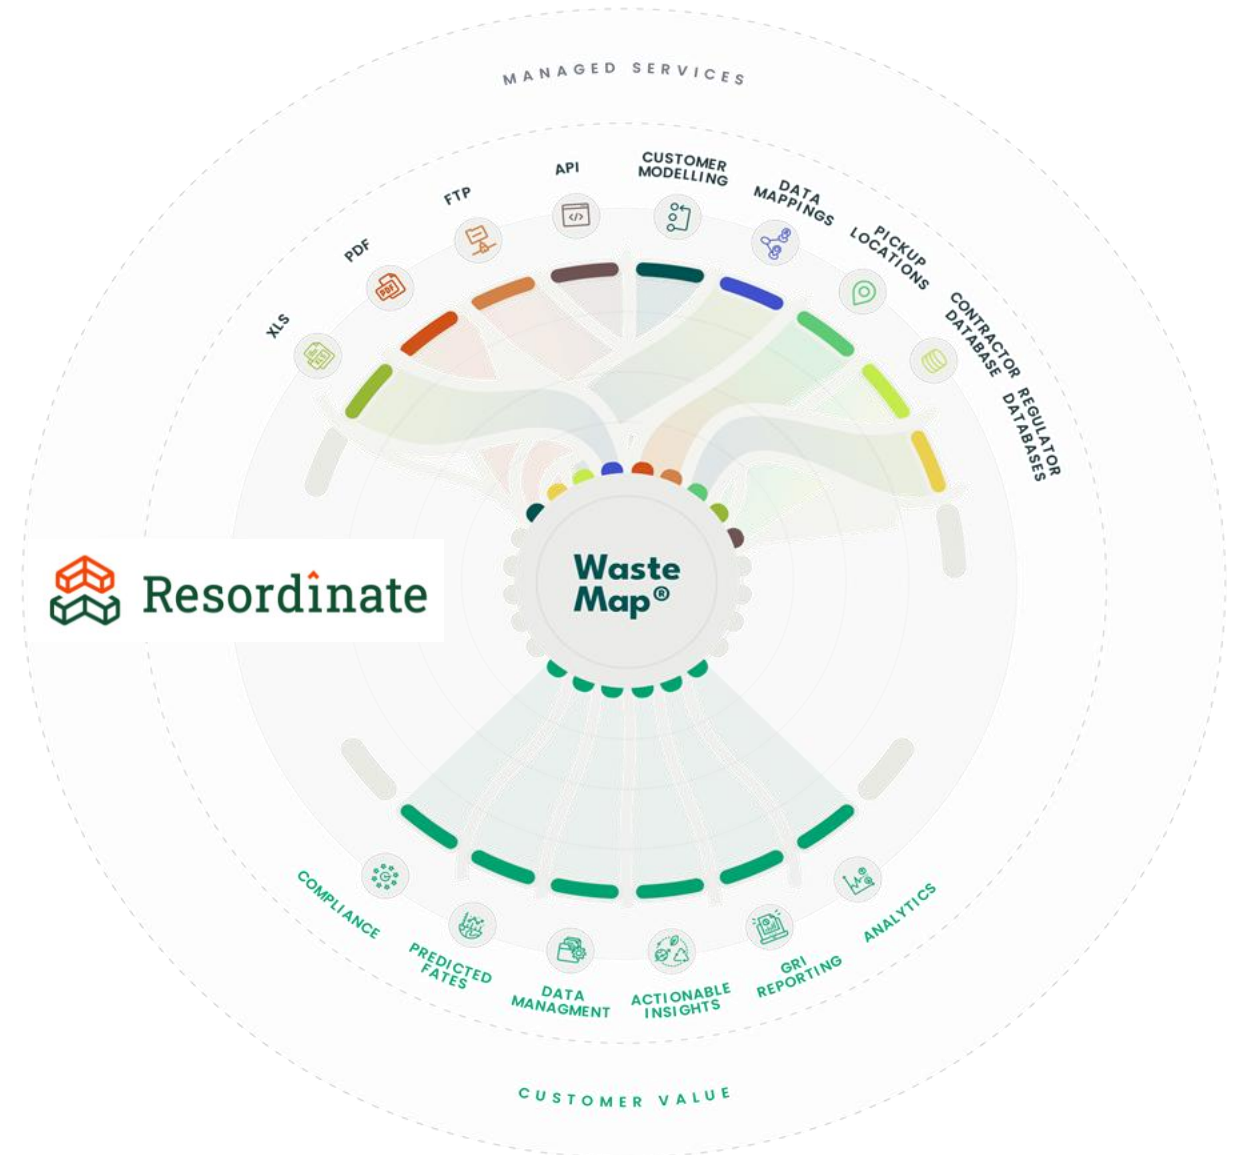 MANAGED SERVICES
XLS
PDF
FTP
API
CUSTOMER
MODELLING
DATA
MAPPINGS
PICKUP
LOCATIONS
CONTRACTOR
DATABASE
REGULATOR
DATABASES
Resordînate
Waste
Map®
COMPLIANCE
PREDICTED
FATES
DATA
MANAGMENT
ACTIONABLE
INSIGHTS
GRI
REPORTING
ANALYTICS
CUSTOMER VALUE